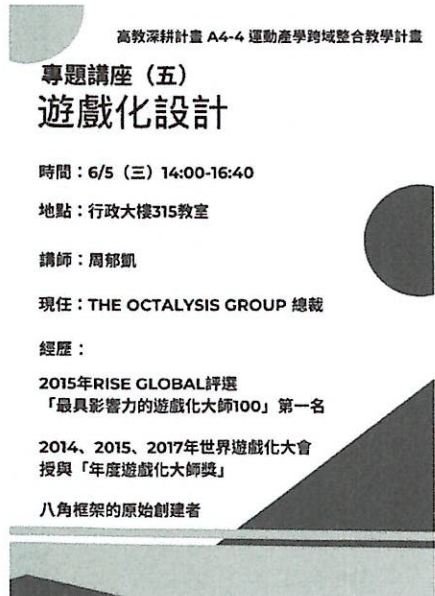 高教深耕計畫 A4-4 運動產學跨域整合教學計畫
專題講座（五）
遊戲化設計
時間：6/5（三）14:00-16:40
地點：行政大樓315教室
講師：周郁凱
現任：THE OCTALYSIS GROUP 總裁
經歷：
2015年RISE GLOBAL評選
「最具影響力的遊戲化大師100」第一名
2014、2015、2017年世界遊戲化大會
授與「年度遊戲化大師獎」
八角框架的原始創建者